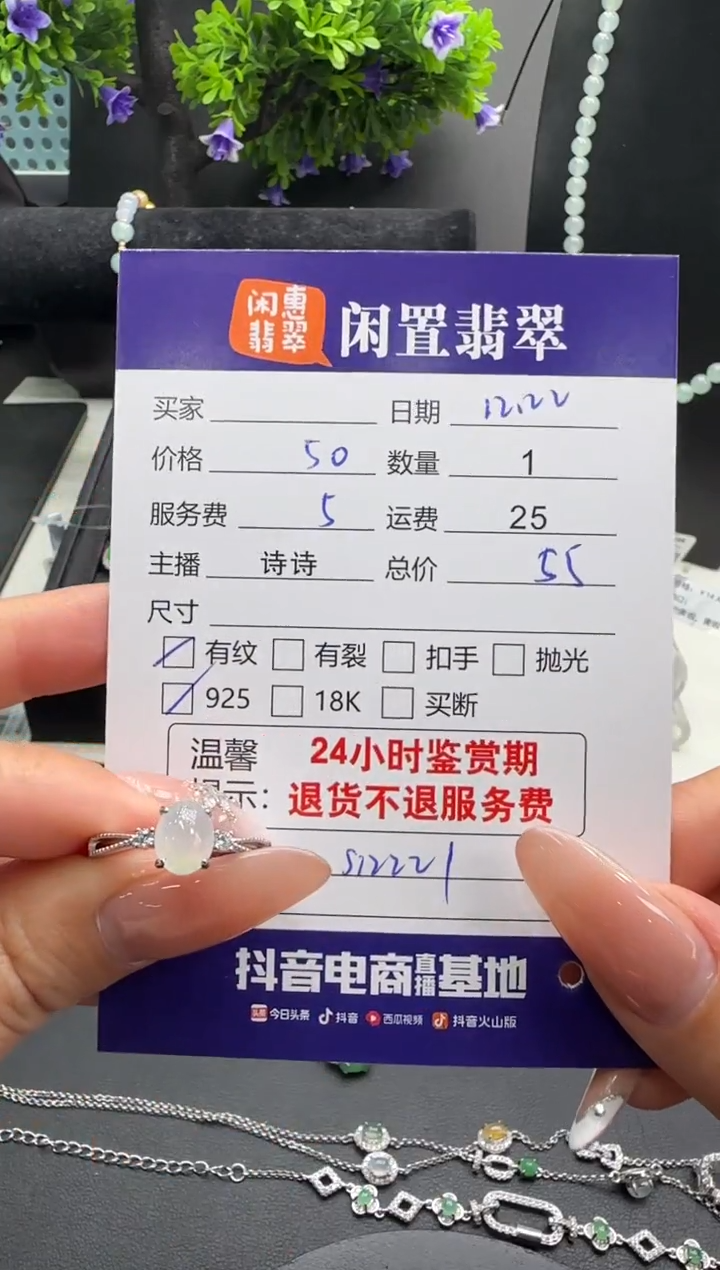 闲惠翡翠 闲置翡翠
买家 日期 12.22
价格 50 数量 1
服务费 5 运费 25
主播 诗诗 总价 55
尺寸
有纹 有裂 扣手 抛光
925 18K 买断
温馨 24小时鉴赏期
提示: 退货不退服务费
S12221
抖音电商直播基地
头条 今日头条 抖音 西瓜视频 抖音火山版